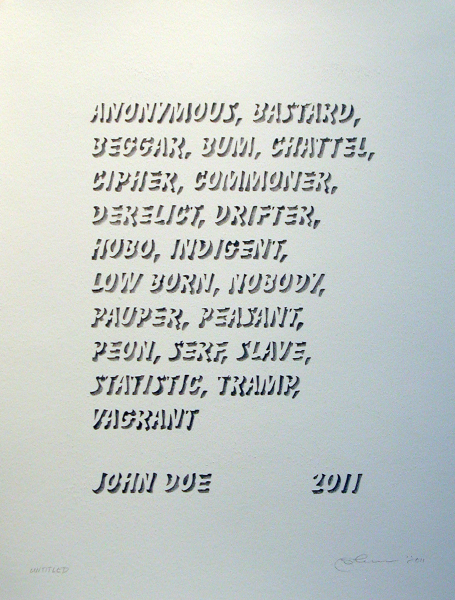 ANONYMOUS, BASTARD,
BEGGAR, BUM, CHATTEL,
CIPHER, COMMONER,
DERELICT, DRIFTER,
HOBO, INDIGENT,
LOW BORN, NOBODY,
PAUPER, PEASANT,
PEON, SERF, SLAVE,
STATISTIC, TRAMP,
VAGRANT
JOHN DOE 2011
UNTITLED